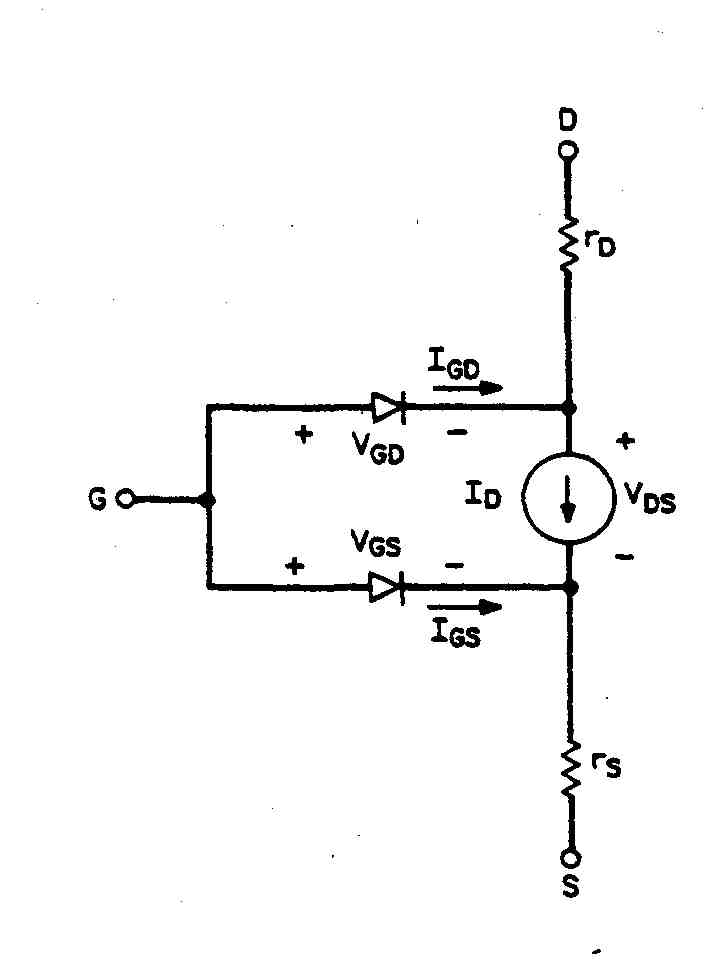 D
rD
IGD
+ -
VGD
+
G
ID
VDS
VGS
+ -
-
IGS
rS
S